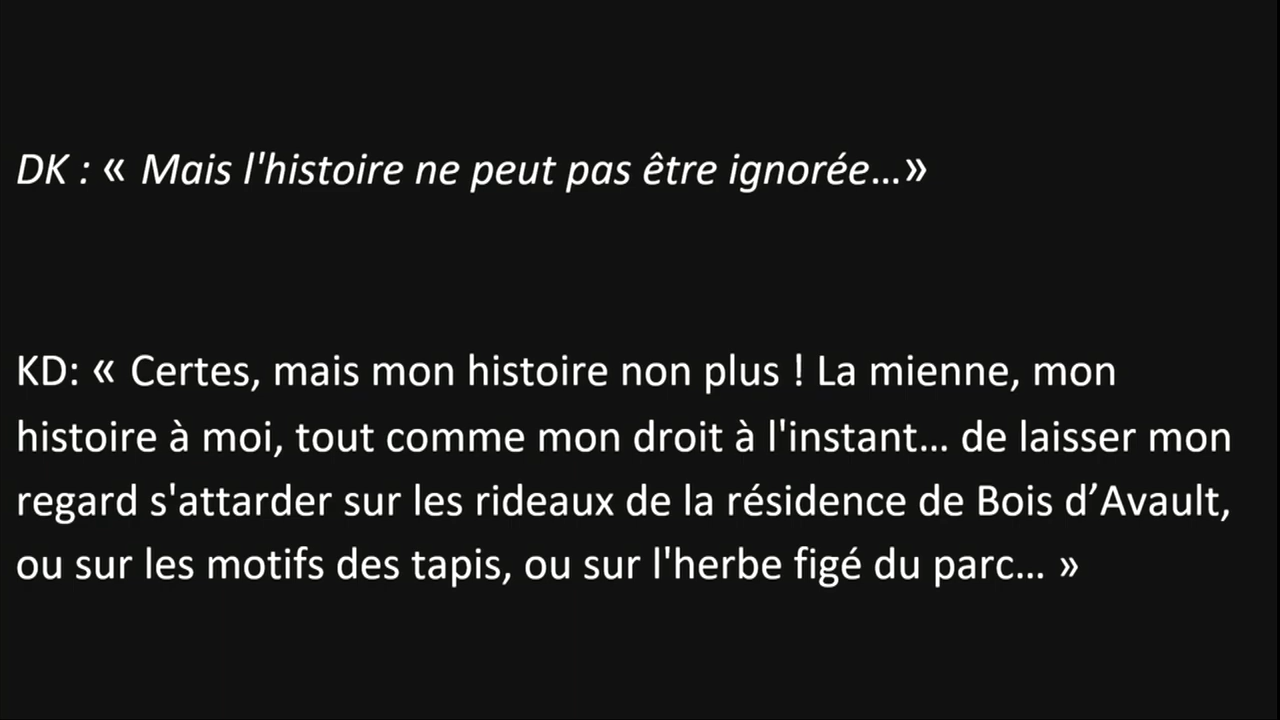 DK : « Mais l'histoire ne peut pas être ignorée…»
KD: « Certes, mais mon histoire non plus ! La mienne, mon
histoire à moi, tout comme mon droit à l'instant… de laisser mon
regard s'attarder sur les rideaux de la résidence de Bois d’Avault,
ou sur les motifs des tapis, ou sur l'herbe figé du parc… »